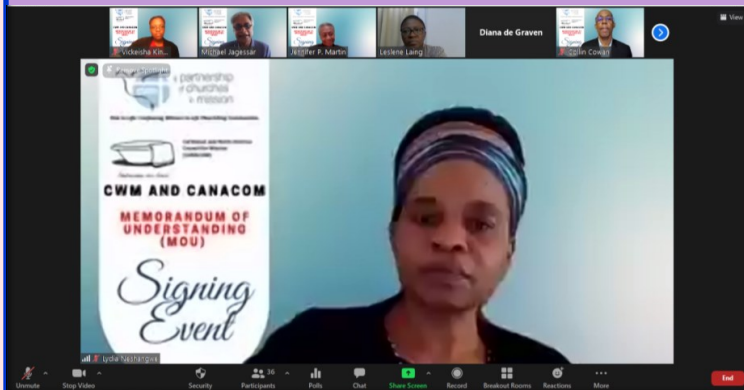 View
Vickeisha Kin...
Michael Jagessar
Jennifer P. Martin
Leslene Laing
Diana de Graven
Colin Cowan
a partnership
of churches
in mission
CWM AND CANACOM
MEMORANDUM OF
UNDERSTANDING
(MOU)
Signing
Event
Lydia Neshangwe
Unmute
Stop Video
Security
36
Participants
Polls
Chat
Share Screen
Record
Breakout Rooms
Reactions
More
End